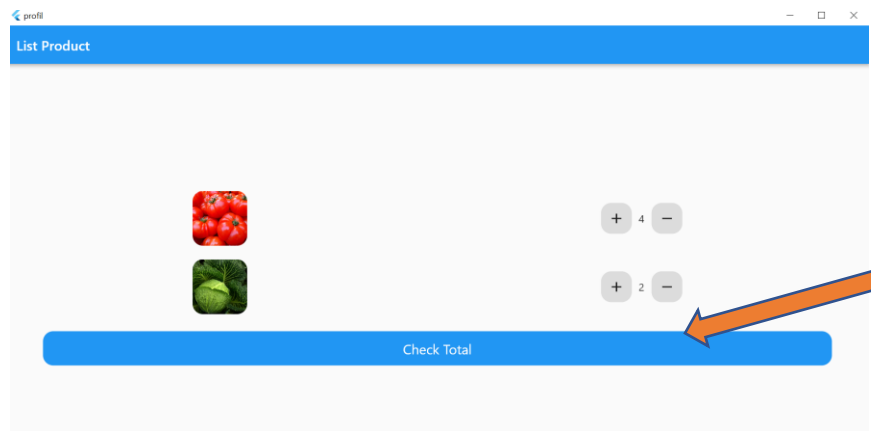 profil
List Product
+ 4 −
+ 2 −
Check Total